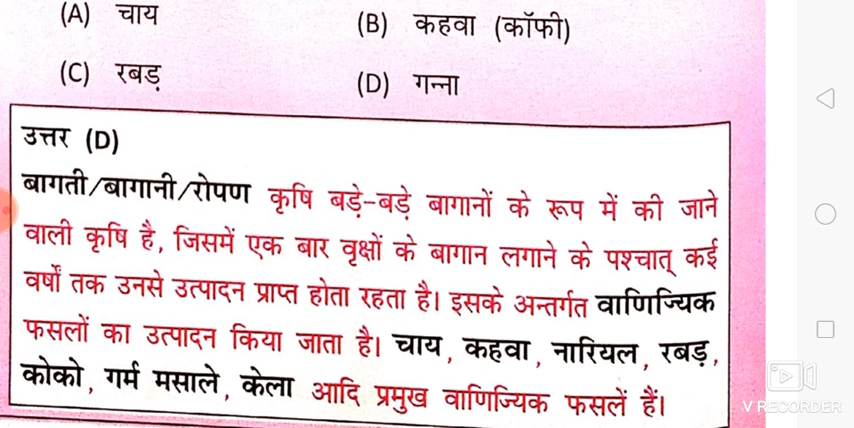 (A) चाय (B) कहवा (कॉफी)
(C) रबड़ (D) गन्ना
उत्तर (D)
बागती/बागानी/रोपण कृषि बड़े-बड़े बागानों के रूप में की जाने
वाली कृषि है, जिसमें एक बार वृक्षों के बागान लगाने के पश्चात् कई
वर्षों तक उनसे उत्पादन प्राप्त होता रहता है। इसके अन्तर्गत वाणिज्यिक
फसलों का उत्पादन किया जाता है। चाय, कहवा, नारियल, रबड़,
कोको, गर्म मसाले, केला आदि प्रमुख वाणिज्यिक फसलें हैं।
V RECORDER